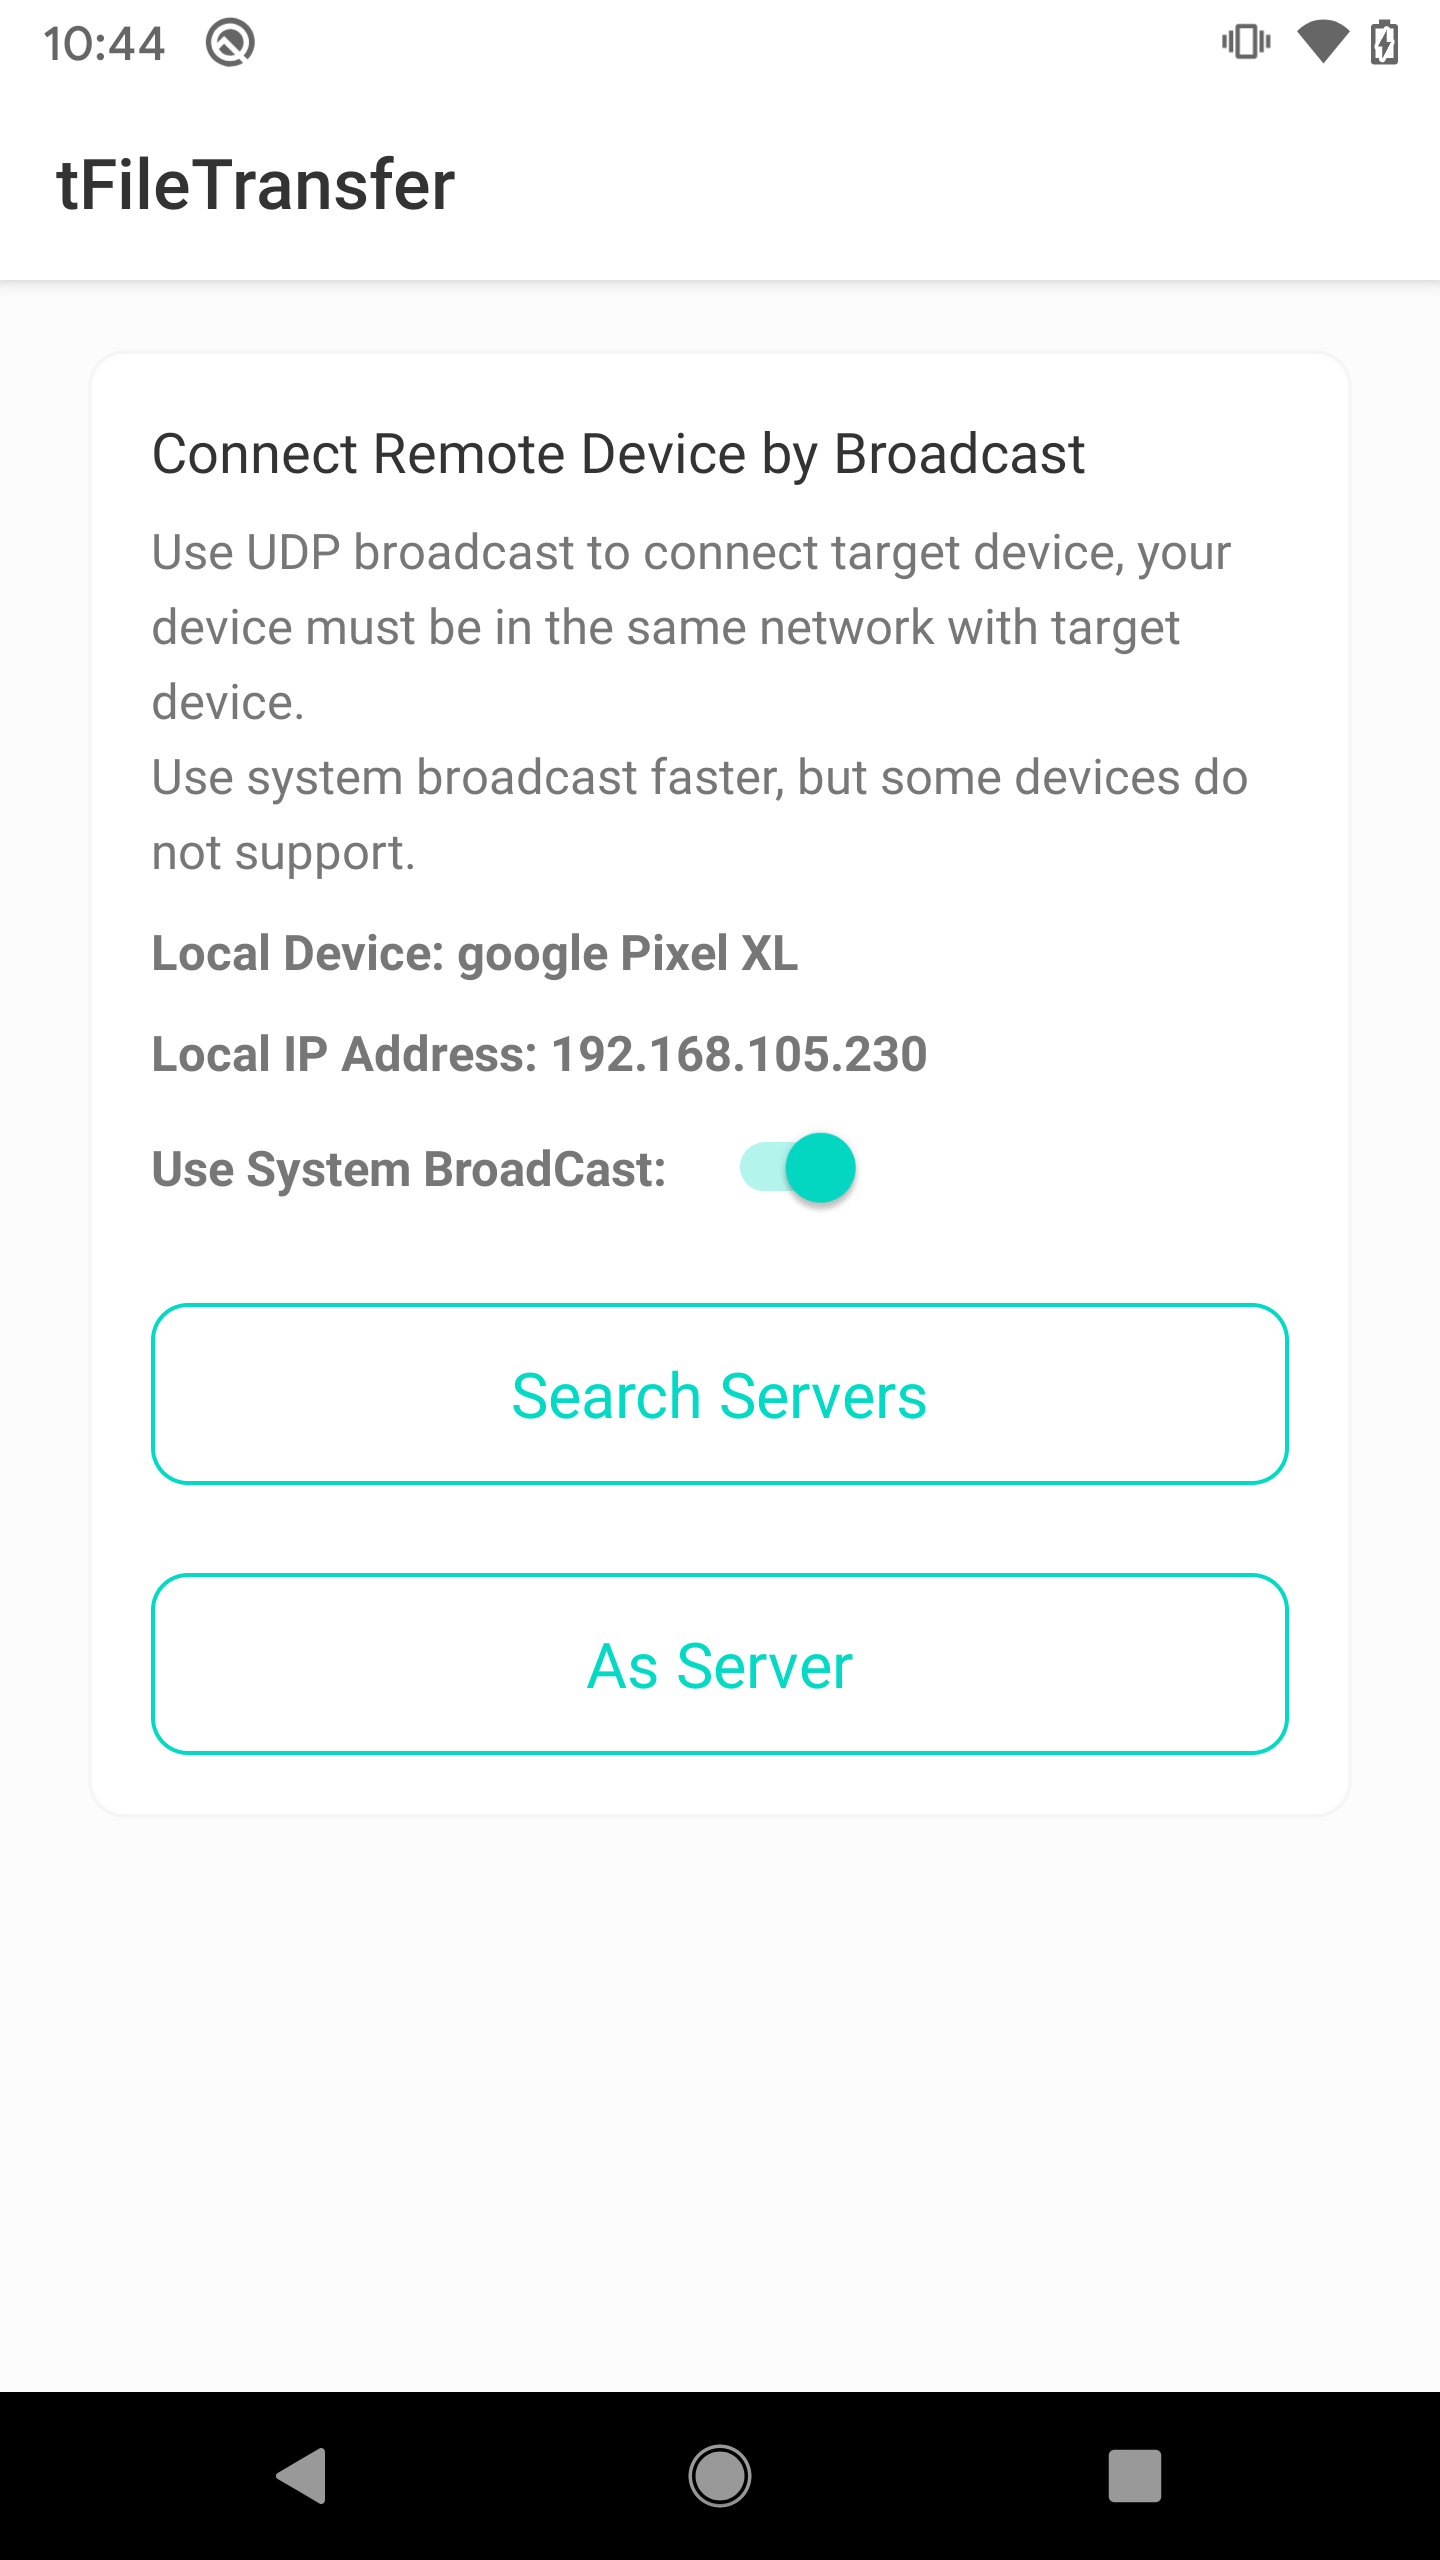 10:44
tFileTransfer
Connect Remote Device by Broadcast
Use UDP broadcast to connect target device, your
device must be in the same network with target
device.
Use system broadcast faster, but some devices do
not support.
Local Device: google Pixel XL
Local IP Address: 192.168.105.230
Use System BroadCast:
Search Servers
As Server